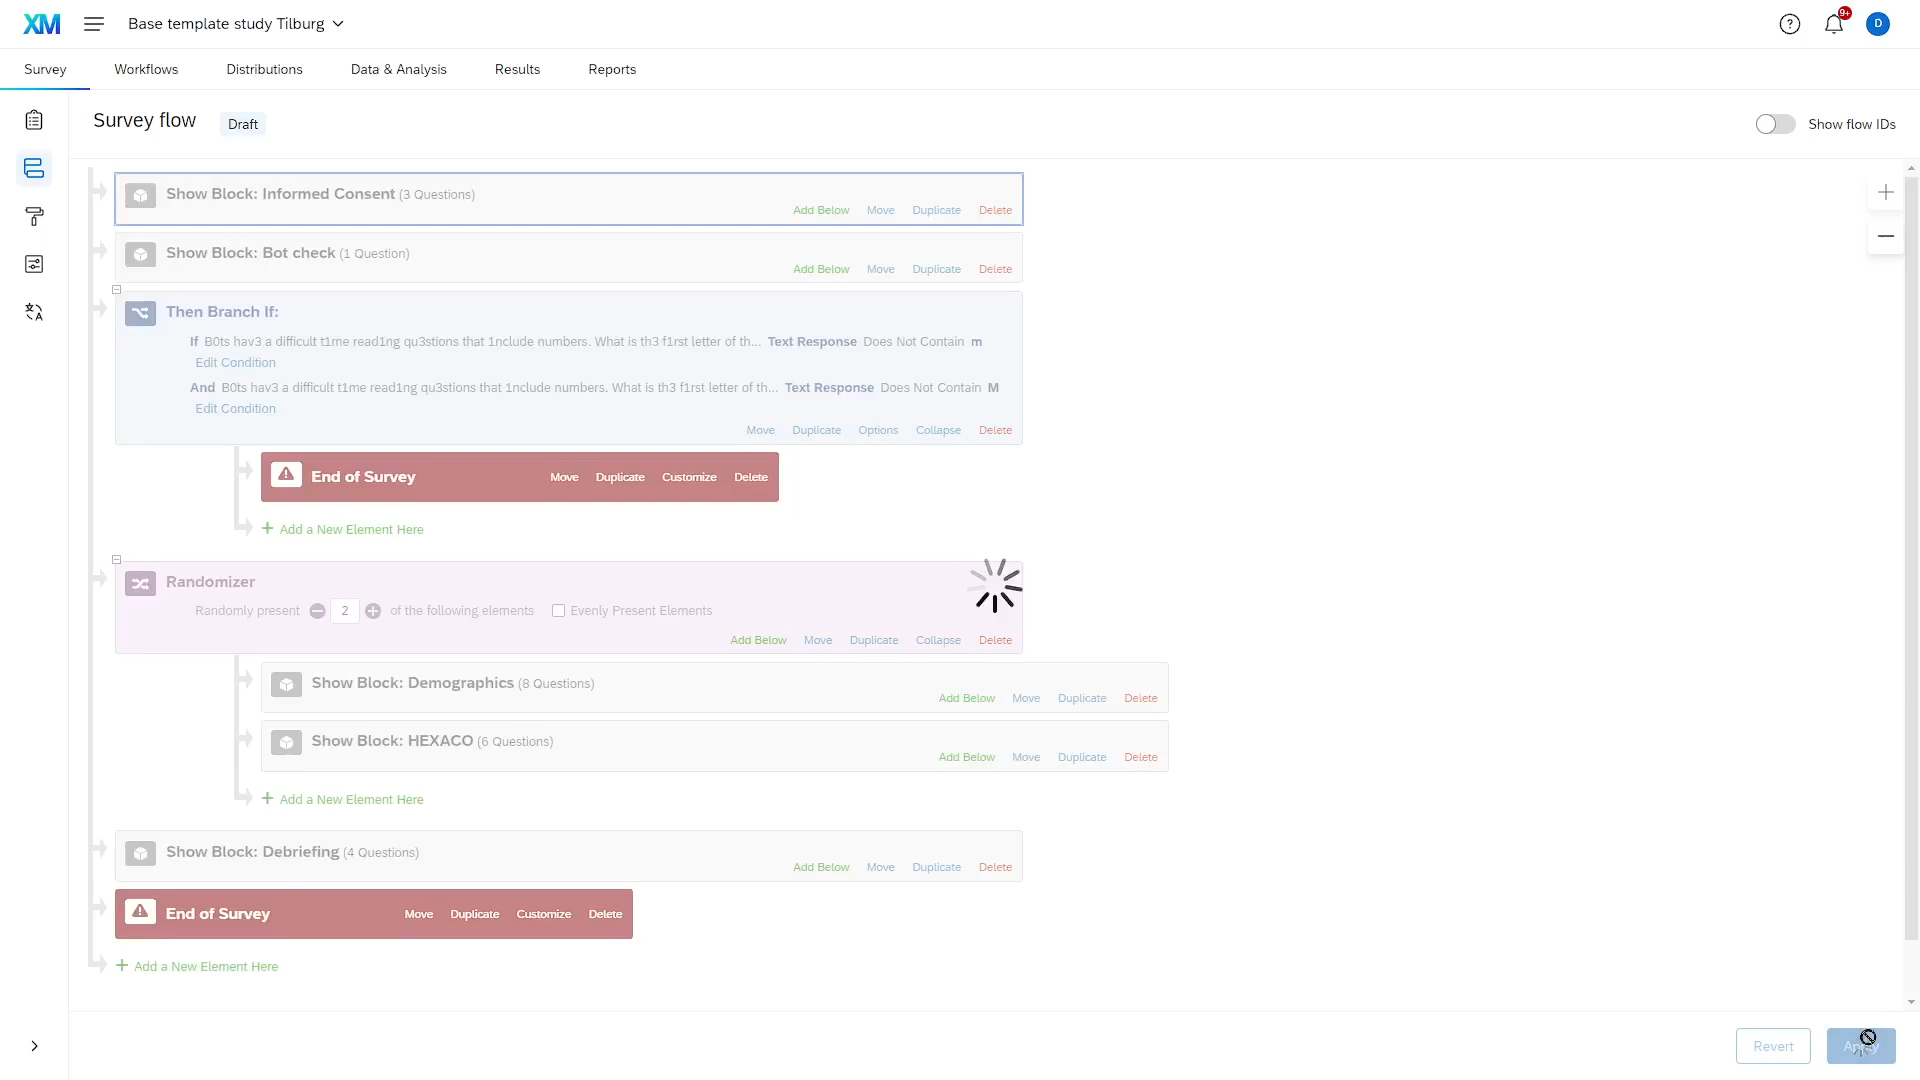 XM
Base template study Tilburg
9+
D
Survey
Workflows
Distributions
Data & Analysis
Results
Reports
Survey flow
Draft
Show flow IDs
Show Block: Informed Consent (3 Questions)
Add Below Move Duplicate Delete
Show Block: Bot check (1 Question)
Add Below Move Duplicate Delete
Then Branch If:
If B0ts hav3 a difficult t1me read1ng qu3stions that 1nclude numbers. What is th3 f1rst letter of th... Text Response Does Not Contain m
Edit Condition
And B0ts hav3 a difficult t1me read1ng qu3stions that 1nclude numbers. What is th3 f1rst letter of th... Text Response Does Not Contain M
Edit Condition
Move Duplicate Options Collapse Delete
End of Survey Move Duplicate Customize Delete
+ Add a New Element Here
Randomizer
Randomly present 2 of the following elements Evenly Present Elements
Add Below Move Duplicate Collapse Delete
Show Block: Demographics (8 Questions)
Add Below Move Duplicate Delete
Show Block: HEXACO (6 Questions)
Add Below Move Duplicate Delete
+ Add a New Element Here
Show Block: Debriefing (4 Questions)
Add Below Move Duplicate Delete
End of Survey Move Duplicate Customize Delete
+ Add a New Element Here
Revert